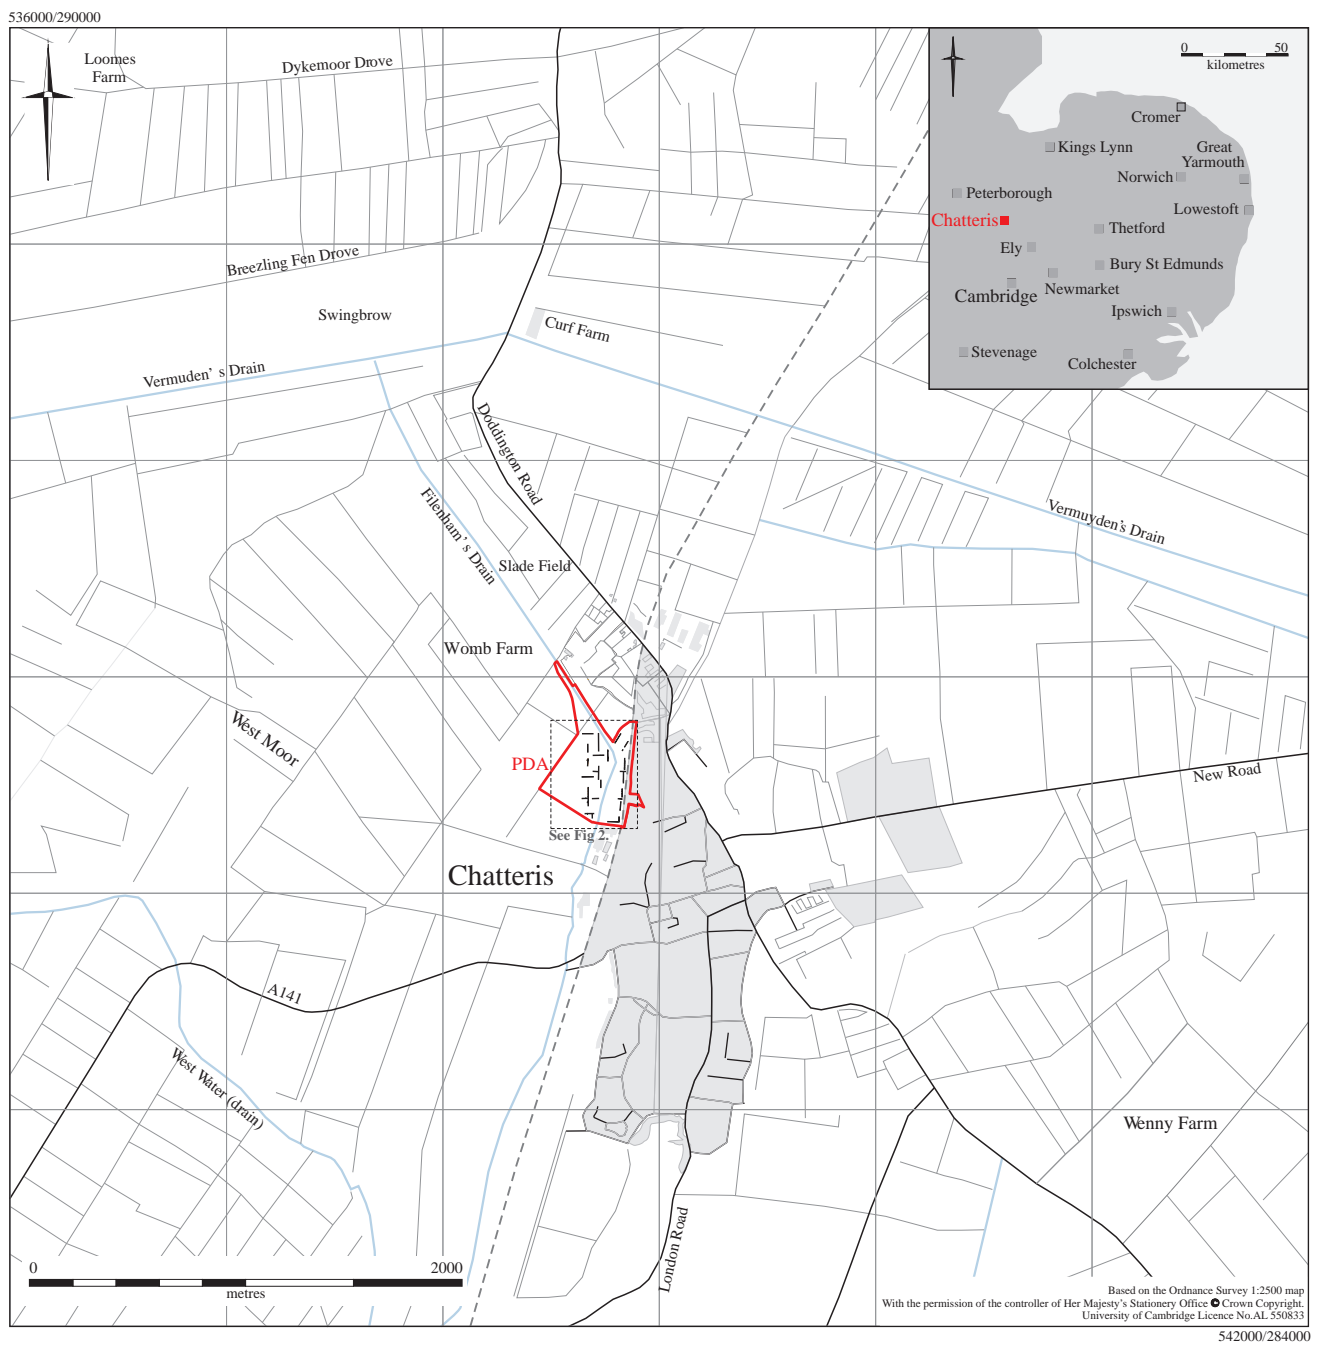 536000/290000
Loomes
Farm
Dykemoor Drove
Breezling Fen Drove
Swingbrow
Curf Farm
Vermuden' s Drain
Doddington Road
Filenham' s Drain
Slade Field
Womb Farm
Vermuyden's Drain
West Moor
PDA
See Fig 2.
New Road
Chatteris
A141
West Water (drain)
Wenny Farm
London Road
0 2000
metres
0 50
kilometres
Cromer
Kings Lynn
Great
Yarmouth
Norwich
Peterborough
Lowestoft
Chatteris
Thetford
Ely
Bury St Edmunds
Newmarket
Cambridge
Ipswich
Stevenage
Colchester
Based on the Ordnance Survey 1:2500 map
With the permission of the controller of Her Majesty's Stationery Office © Crown Copyright.
University of Cambridge Licence No.AL 550833
542000/284000